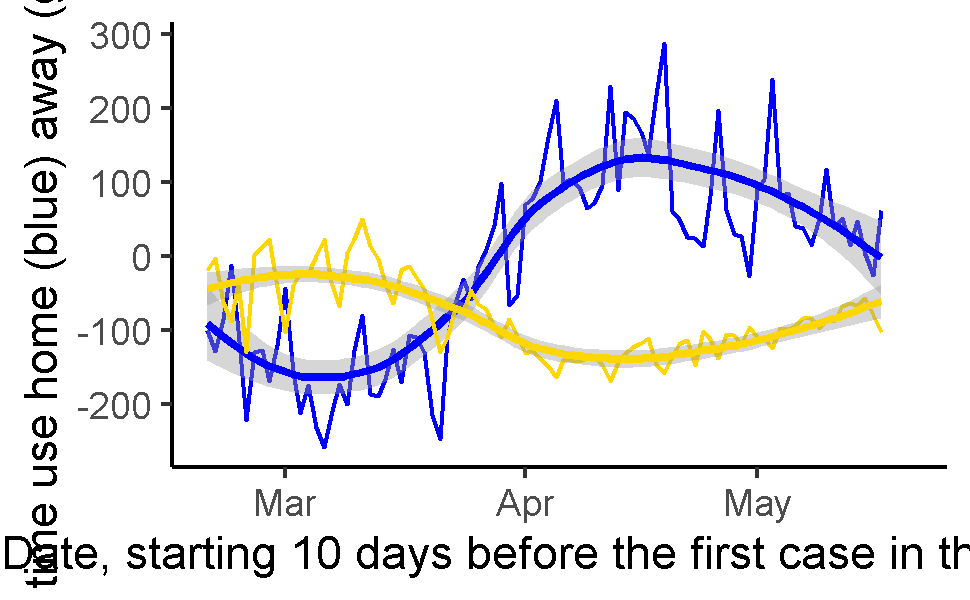 time use home (blue) away (
300
200
100
0
-100
-200
Mar Apr May
Date, starting 10 days before the first case in th